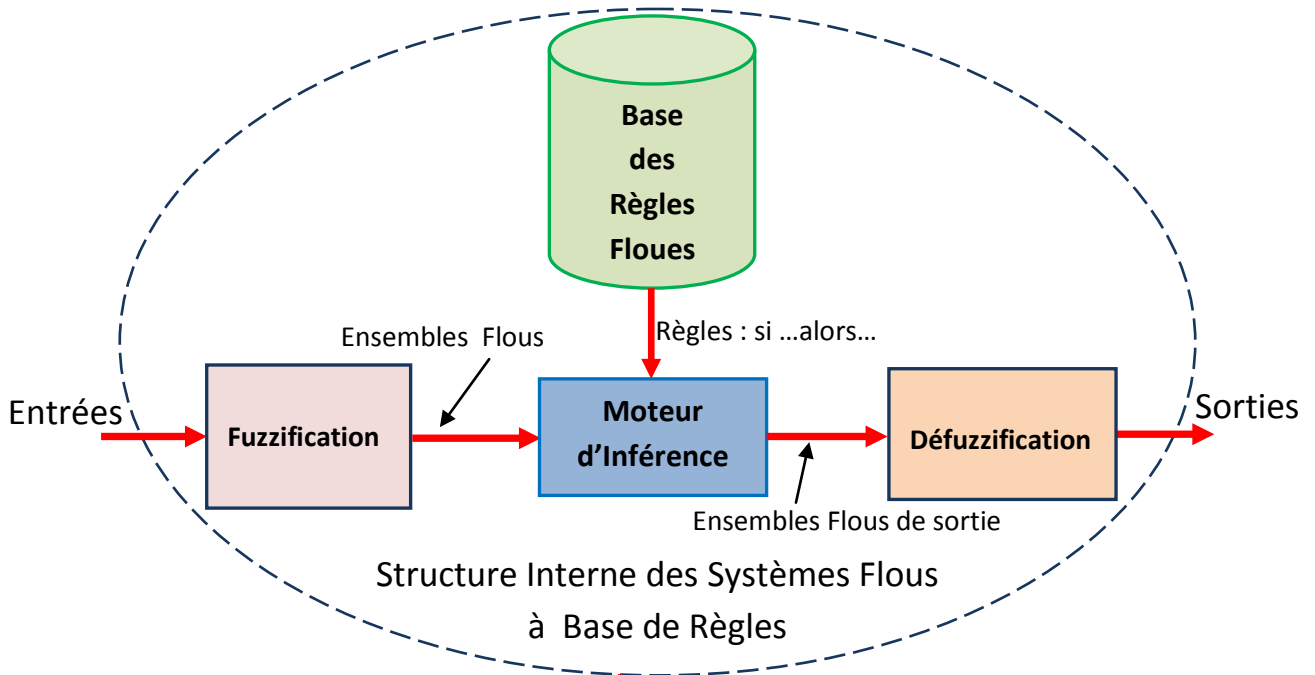 Base
des
Règles
Floues
Ensembles Flous
Règles : si ...alors...
Entrées
Fuzzification
Moteur
d'Inférence
Défuzzification
Sorties
Ensembles Flous de sortie
Structure Interne des Systèmes Flous
à Base de Règles